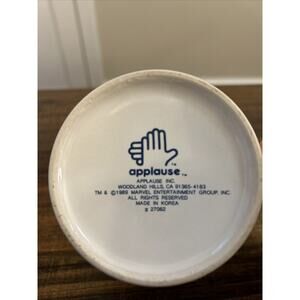 applause™
APPLAUSE INC.
WOODLAND HILLS, CA 91365-4183
TM & ©1989 MARVEL ENTERTAINMENT GROUP, INC.
ALL RIGHTS RESERVED
MADE IN KOREA
# 27062